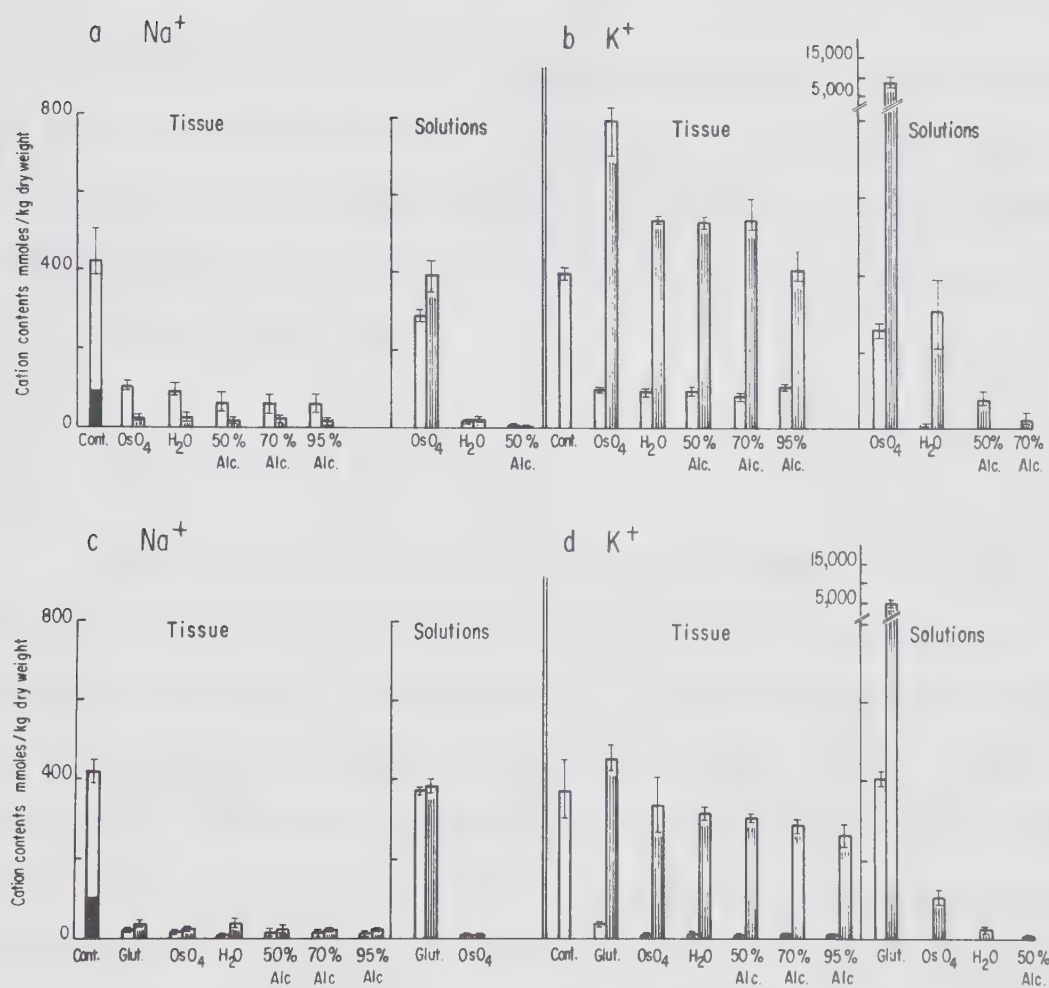 a Na+
b K+
15,000
5,000
800
Tissue
Solutions
Tissue
Solutions
Cation contents mmoles/kg dry weight
400
0
Cont. OsO4 H2O 50% Alc. 70% Alc. 95% Alc.
OsO4 H2O 50% Alc.
Cont. OsO4 H2O 50% Alc. 70% Alc. 95% Alc.
OsO4 H2O 50% Alc. 70% Alc.
c Na+
d K+
15,000
5,000
800
Tissue
Solutions
Tissue
Solutions
Cation contents mmoles/kg dry weight
400
0
Cont. Glut. OsO4 H2O 50% Alc 70% Alc 95% Alc
Glut. OsO4
Cont. Glut. OsO4 H2O 50% Alc. 70% Alc. 95% Alc
Glut. OsO4 H2O 50% Alc.